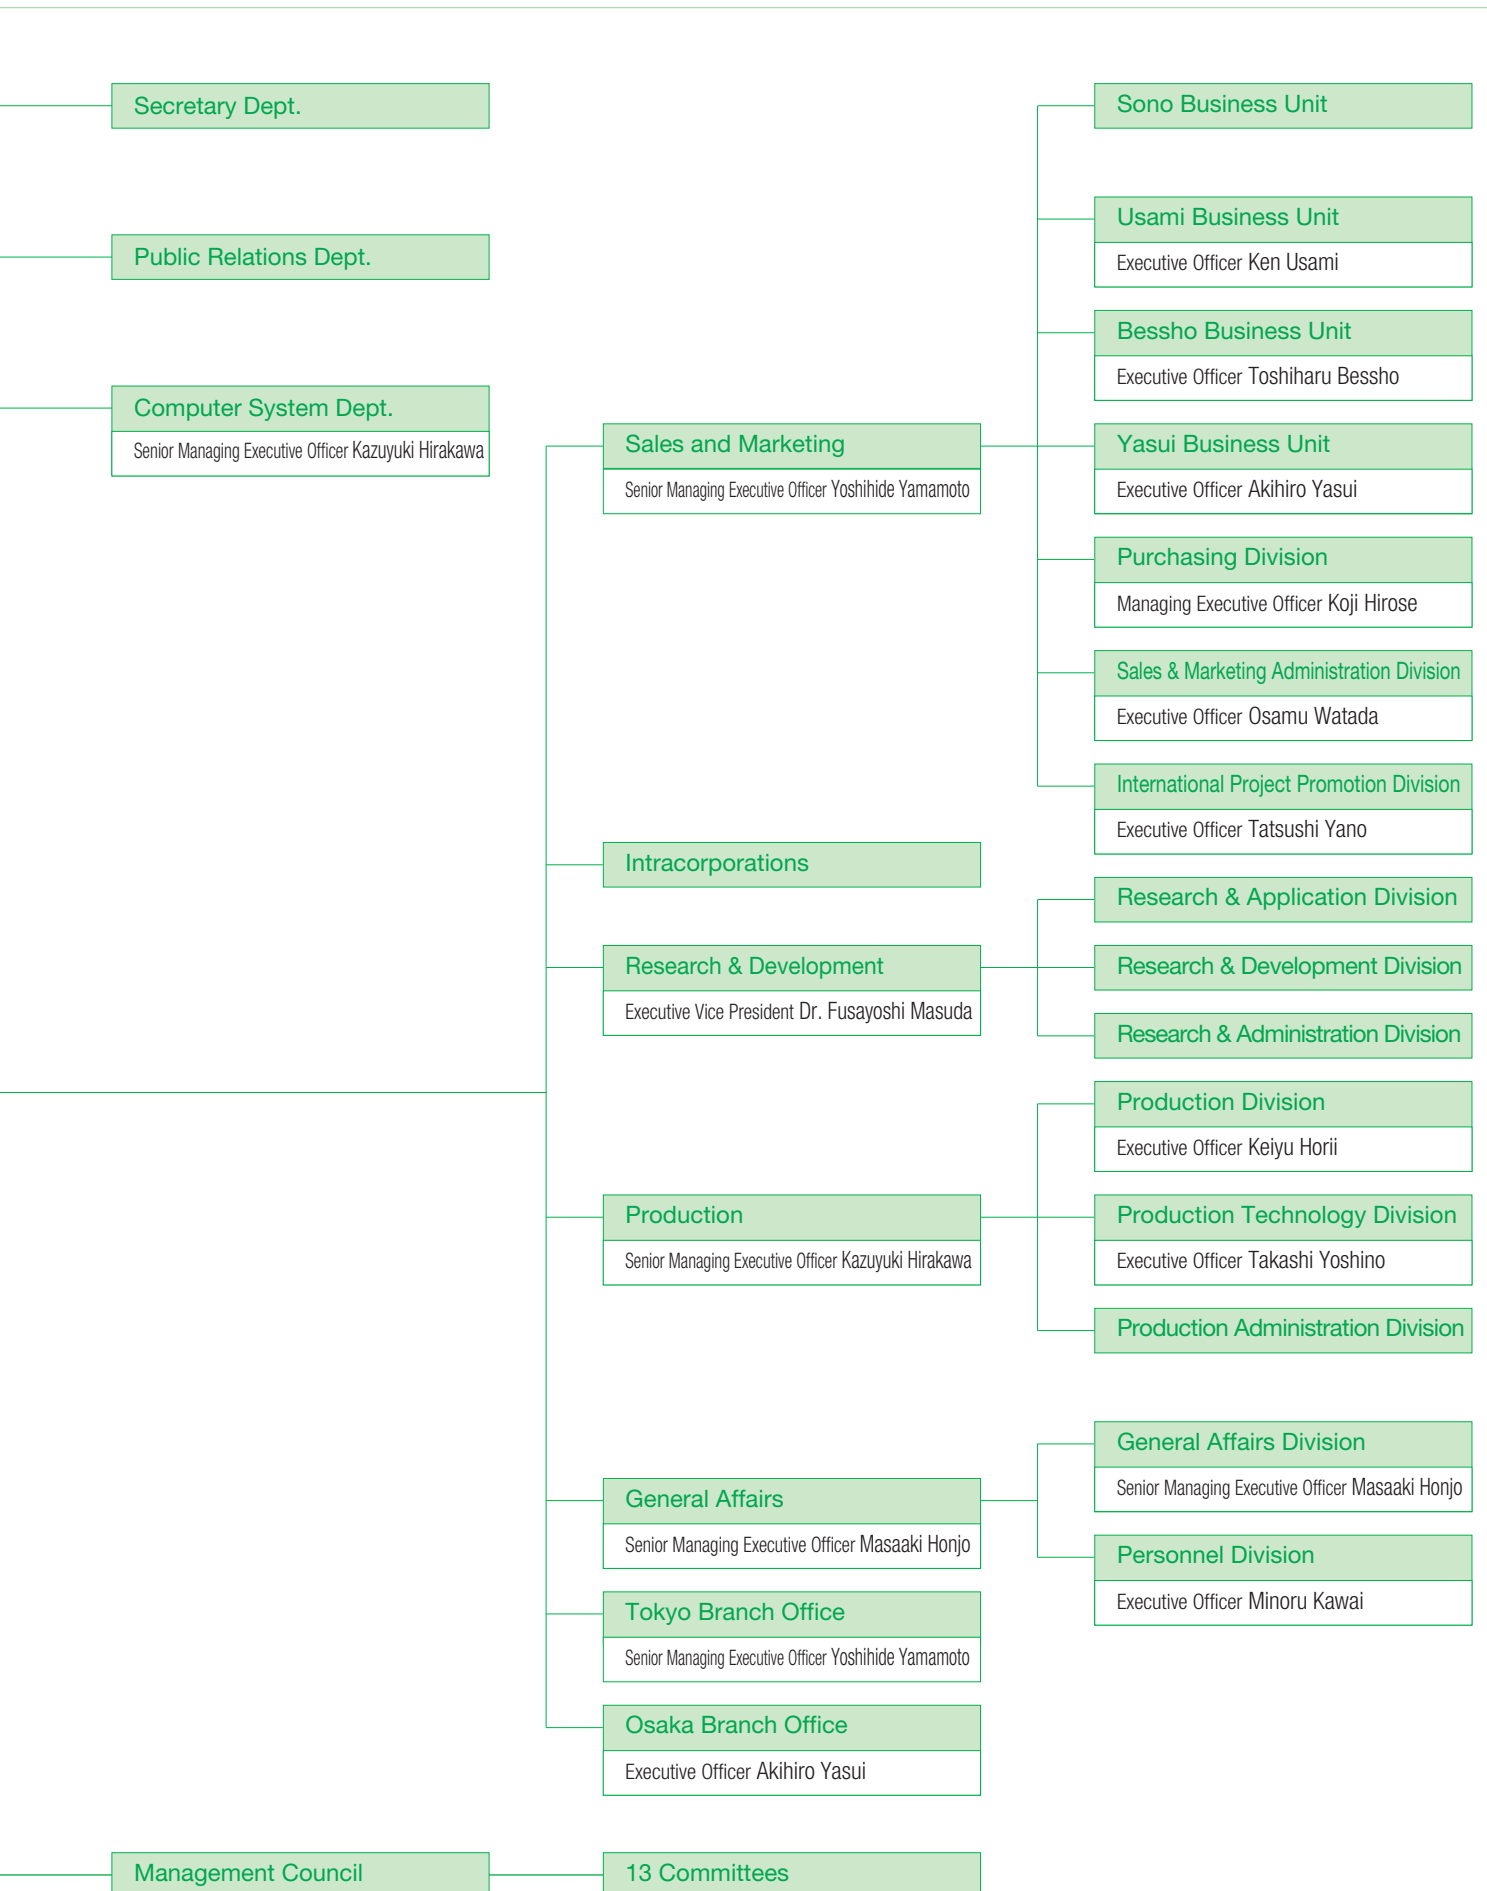 Secretary Dept.
Public Relations Dept.
Computer System Dept.
Senior Managing Executive Officer Kazuyuki Hirakawa
Sales and Marketing
Senior Managing Executive Officer Yoshihide Yamamoto
Sono Business Unit
Usami Business Unit
Executive Officer Ken Usami
Bessho Business Unit
Executive Officer Toshiharu Bessho
Yasui Business Unit
Executive Officer Akihiro Yasui
Purchasing Division
Managing Executive Officer Koji Hirose
Sales & Marketing Administration Division
Executive Officer Osamu Watada
International Project Promotion Division
Executive Officer Tatsushi Yano
Intracorporations
Research & Development
Executive Vice President Dr. Fusayoshi Masuda
Research & Application Division
Research & Development Division
Research & Administration Division
Production
Senior Managing Executive Officer Kazuyuki Hirakawa
Production Division
Executive Officer Keiyu Horii
Production Technology Division
Executive Officer Takashi Yoshino
Production Administration Division
General Affairs
Senior Managing Executive Officer Masaaki Honjo
General Affairs Division
Senior Managing Executive Officer Masaaki Honjo
Personnel Division
Executive Officer Minoru Kawai
Tokyo Branch Office
Senior Managing Executive Officer Yoshihide Yamamoto
Osaka Branch Office
Executive Officer Akihiro Yasui
Management Council
13 Committees